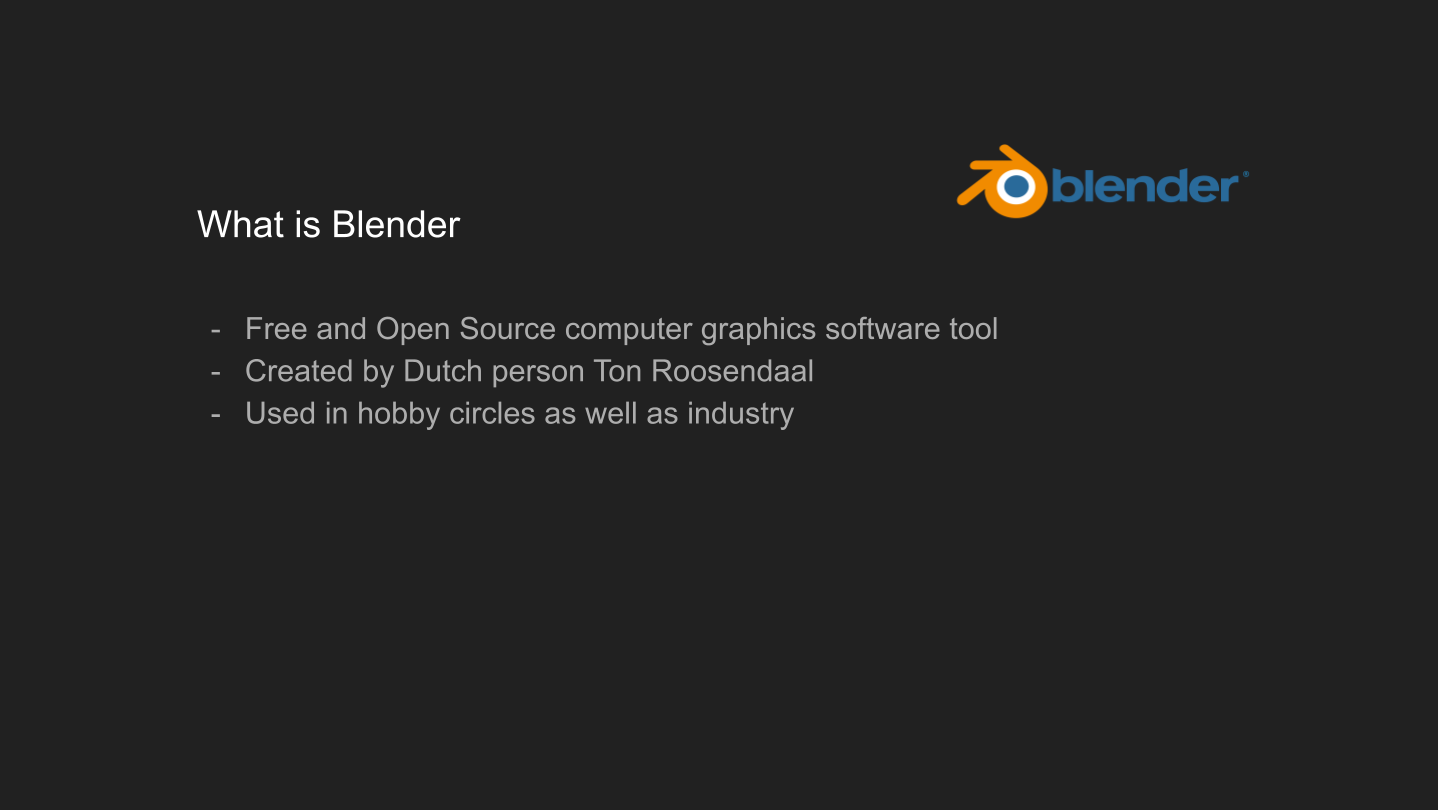 blender®
What is Blender
- Free and Open Source computer graphics software tool
- Created by Dutch person Ton Roosendaal
- Used in hobby circles as well as industry